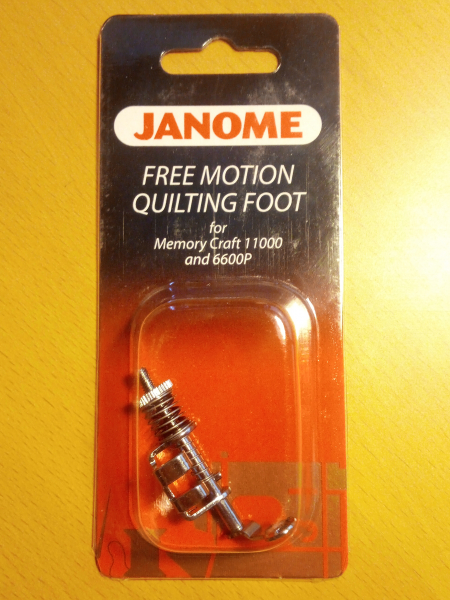 JANOME
FREE MOTION
QUILTING FOOT
for
Memory Craft 11000
and 6600P